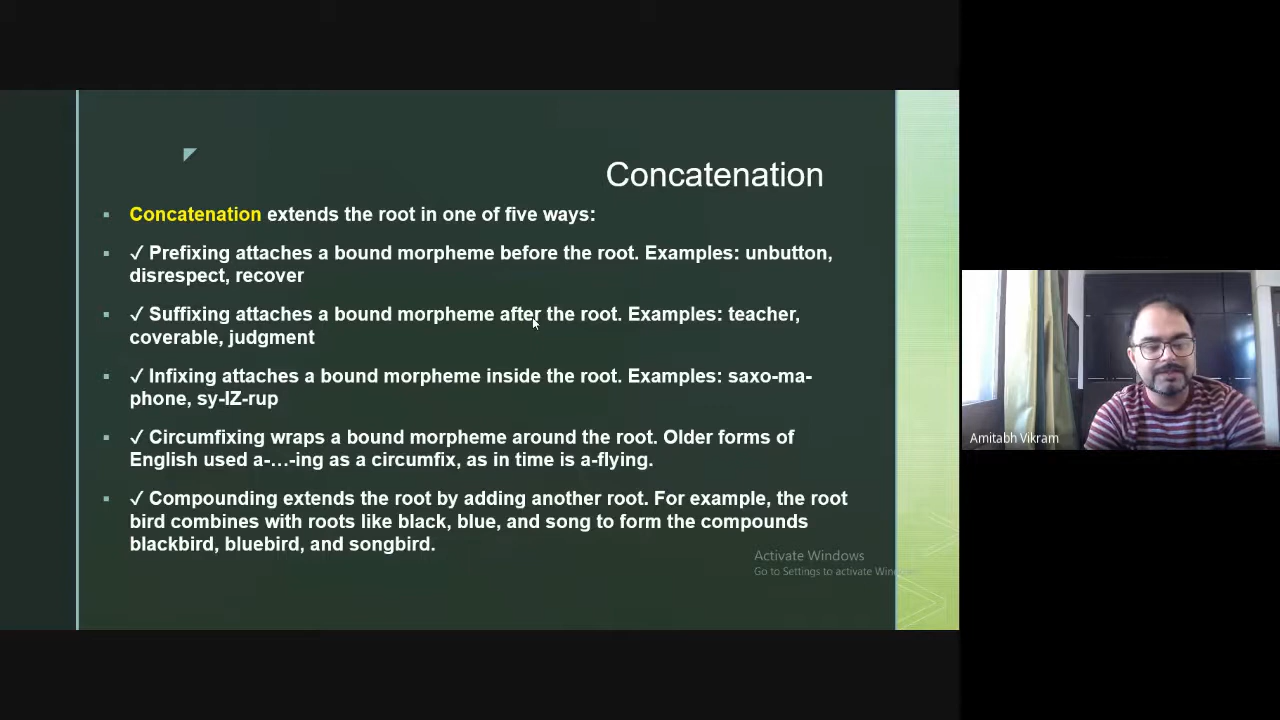 Concatenation
Concatenation extends the root in one of five ways:
✓ Prefixing attaches a bound morpheme before the root. Examples: unbutton,
disrespect, recover
✓ Suffixing attaches a bound morpheme after the root. Examples: teacher,
coverable, judgment
✓ Infixing attaches a bound morpheme inside the root. Examples: saxo-ma-
phone, sy-IZ-rup
✓ Circumfixing wraps a bound morpheme around the root. Older forms of
English used a-…-ing as a circumfix, as in time is a-flying.
✓ Compounding extends the root by adding another root. For example, the root
bird combines with roots like black, blue, and song to form the compounds
blackbird, bluebird, and songbird.
Activate Windows
Go to Settings to activate
Amitabh Vikram